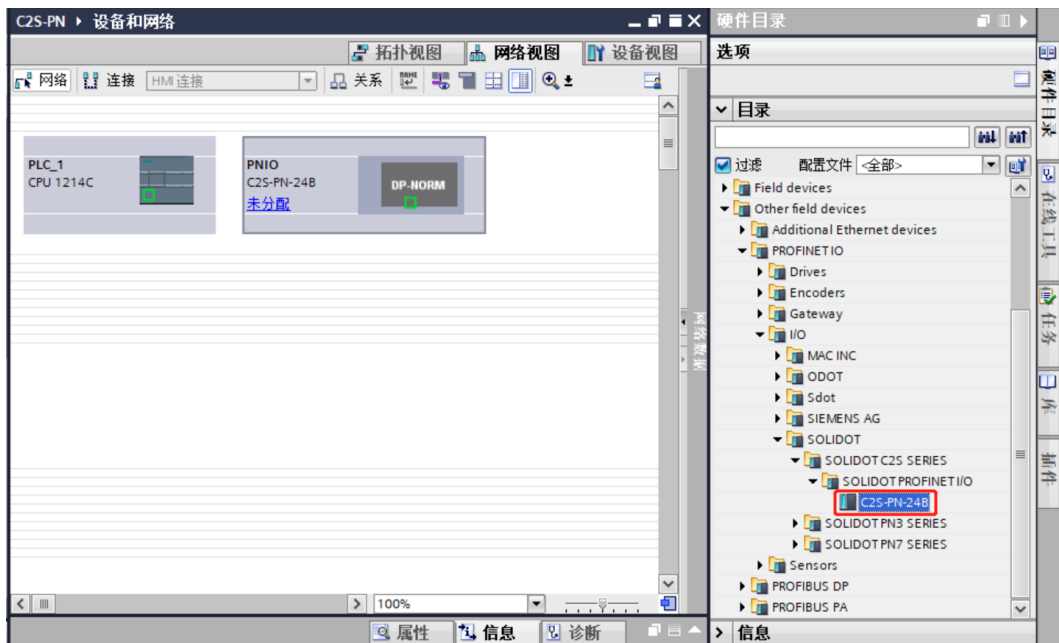 C2S-PN ▸ 设备和网络
拓扑视图 网络视图 设备视图
网络 连接 HMI 连接 关系
PLC_1
CPU 1214C
PNIO
C2S-PN-24B
未分配
DP-NORM
网络数据
100%
属性 信息 诊断
硬件目录
选项
目录
过滤 配置文件 <全部>
Field devices
Other field devices
Additional Ethernet devices
PROFINET IO
Drives
Encoders
Gateway
I/O
MAC INC
ODOT
Sdot
SIEMENS AG
SOLIDOT
SOLIDOT C2S SERIES
SOLIDOT PROFINET I/O
C2S-PN-24B
SOLIDOT PN3 SERIES
SOLIDOT PN7 SERIES
Sensors
PROFIBUS DP
PROFIBUS PA
信息
硬件目录
在线工具
任务
库
插件